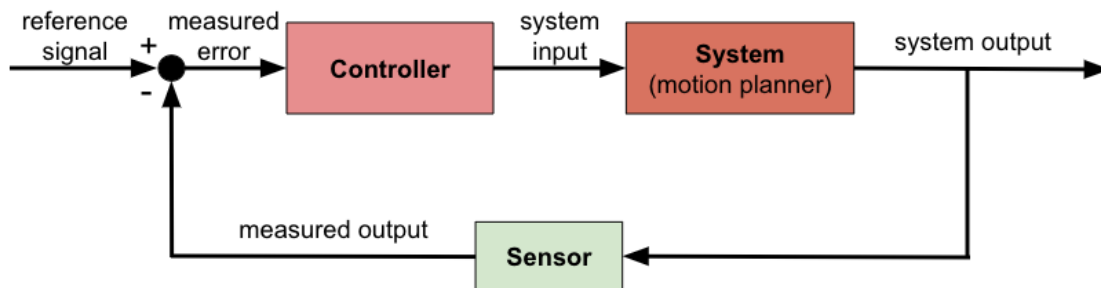 reference
signal
+
-
measured
error
Controller
system
input
System
(motion planner)
system output
measured output
Sensor